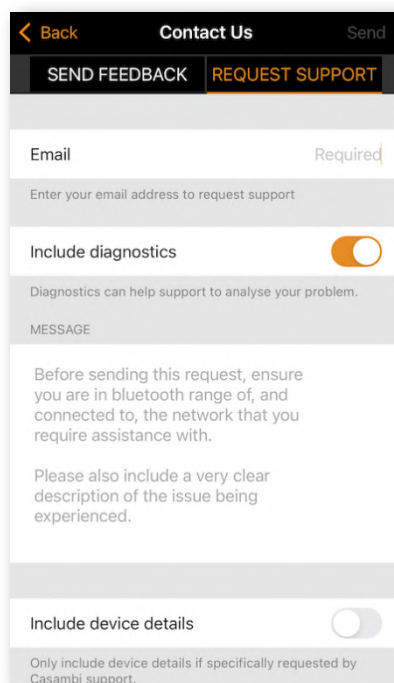 Back Contact Us Send
SEND FEEDBACK REQUEST SUPPORT
Email Required
Enter your email address to request support
Include diagnostics
Diagnostics can help support to analyse your problem.
MESSAGE
Before sending this request, ensure
you are in bluetooth range of, and
connected to, the network that you
require assistance with.
Please also include a very clear
description of the issue being
experienced.
Include device details
Only include device details if specifically requested by
Casambi support.